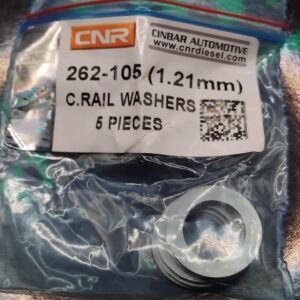 CNR
CINBAR AUTOMOTIVE
www.cnrdiesel.com
262-105 (1.21mm)
C.RAIL WASHERS
5 PIECES